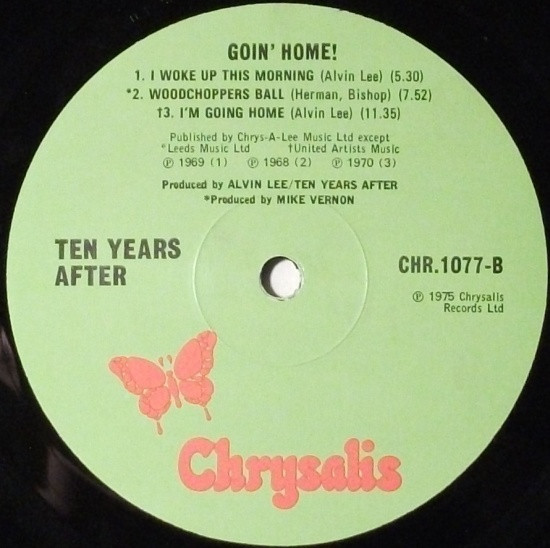 GOIN' HOME!
1. I WOKE UP THIS MORNING (Alvin Lee) (5.30)
*2. WOODCHOPPERS BALL (Herman, Bishop) (7.52)
†3. I'M GOING HOME (Alvin Lee) (11.35)
Published by Chrys-A-Lee Music Ltd except
*Leeds Music Ltd †United Artists Music
℗ 1969 (1) ℗ 1968 (2) ℗ 1970 (3)
Produced by ALVIN LEE/TEN YEARS AFTER
*Produced by MIKE VERNON
TEN YEARS
AFTER
CHR.1077-B
℗ 1975 Chrysalis
Records Ltd
Chrysalis